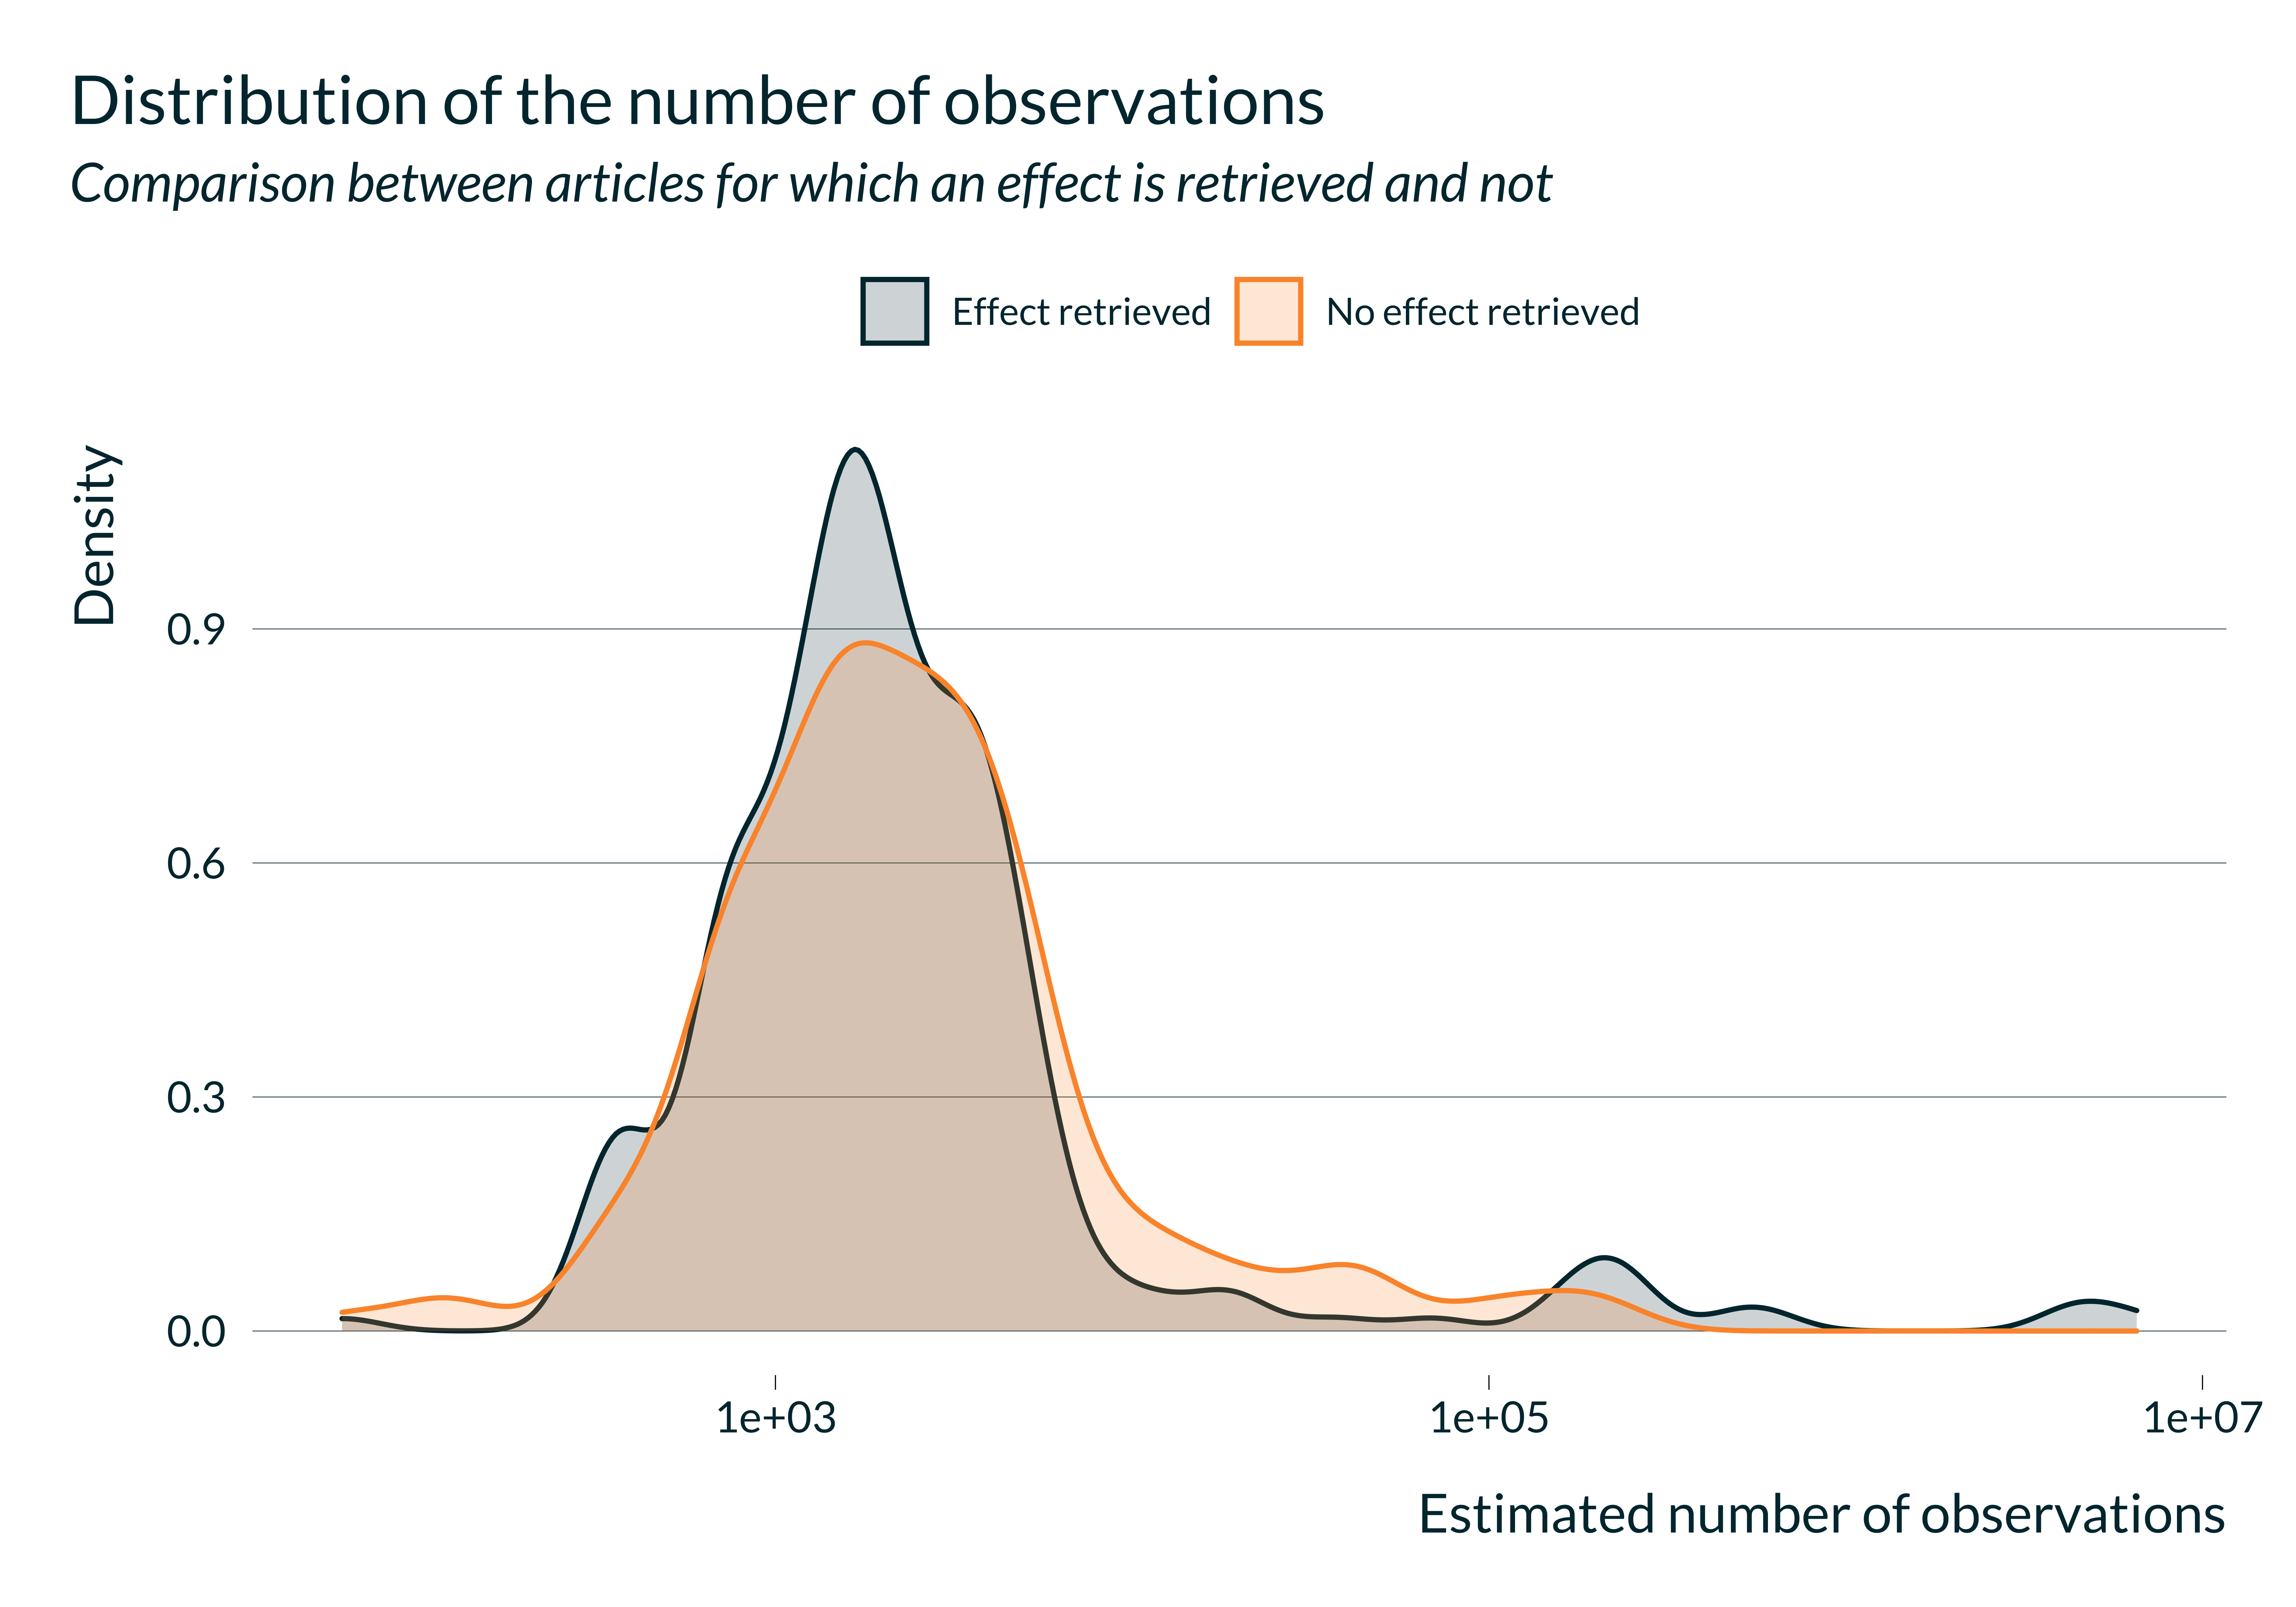 Distribution of the number of observations
Comparison between articles for which an effect is retrieved and not
Effect retrieved
No effect retrieved
Density
0.9
0.6
0.3
0.0
1e+03
1e+05
1e+07
Estimated number of observations